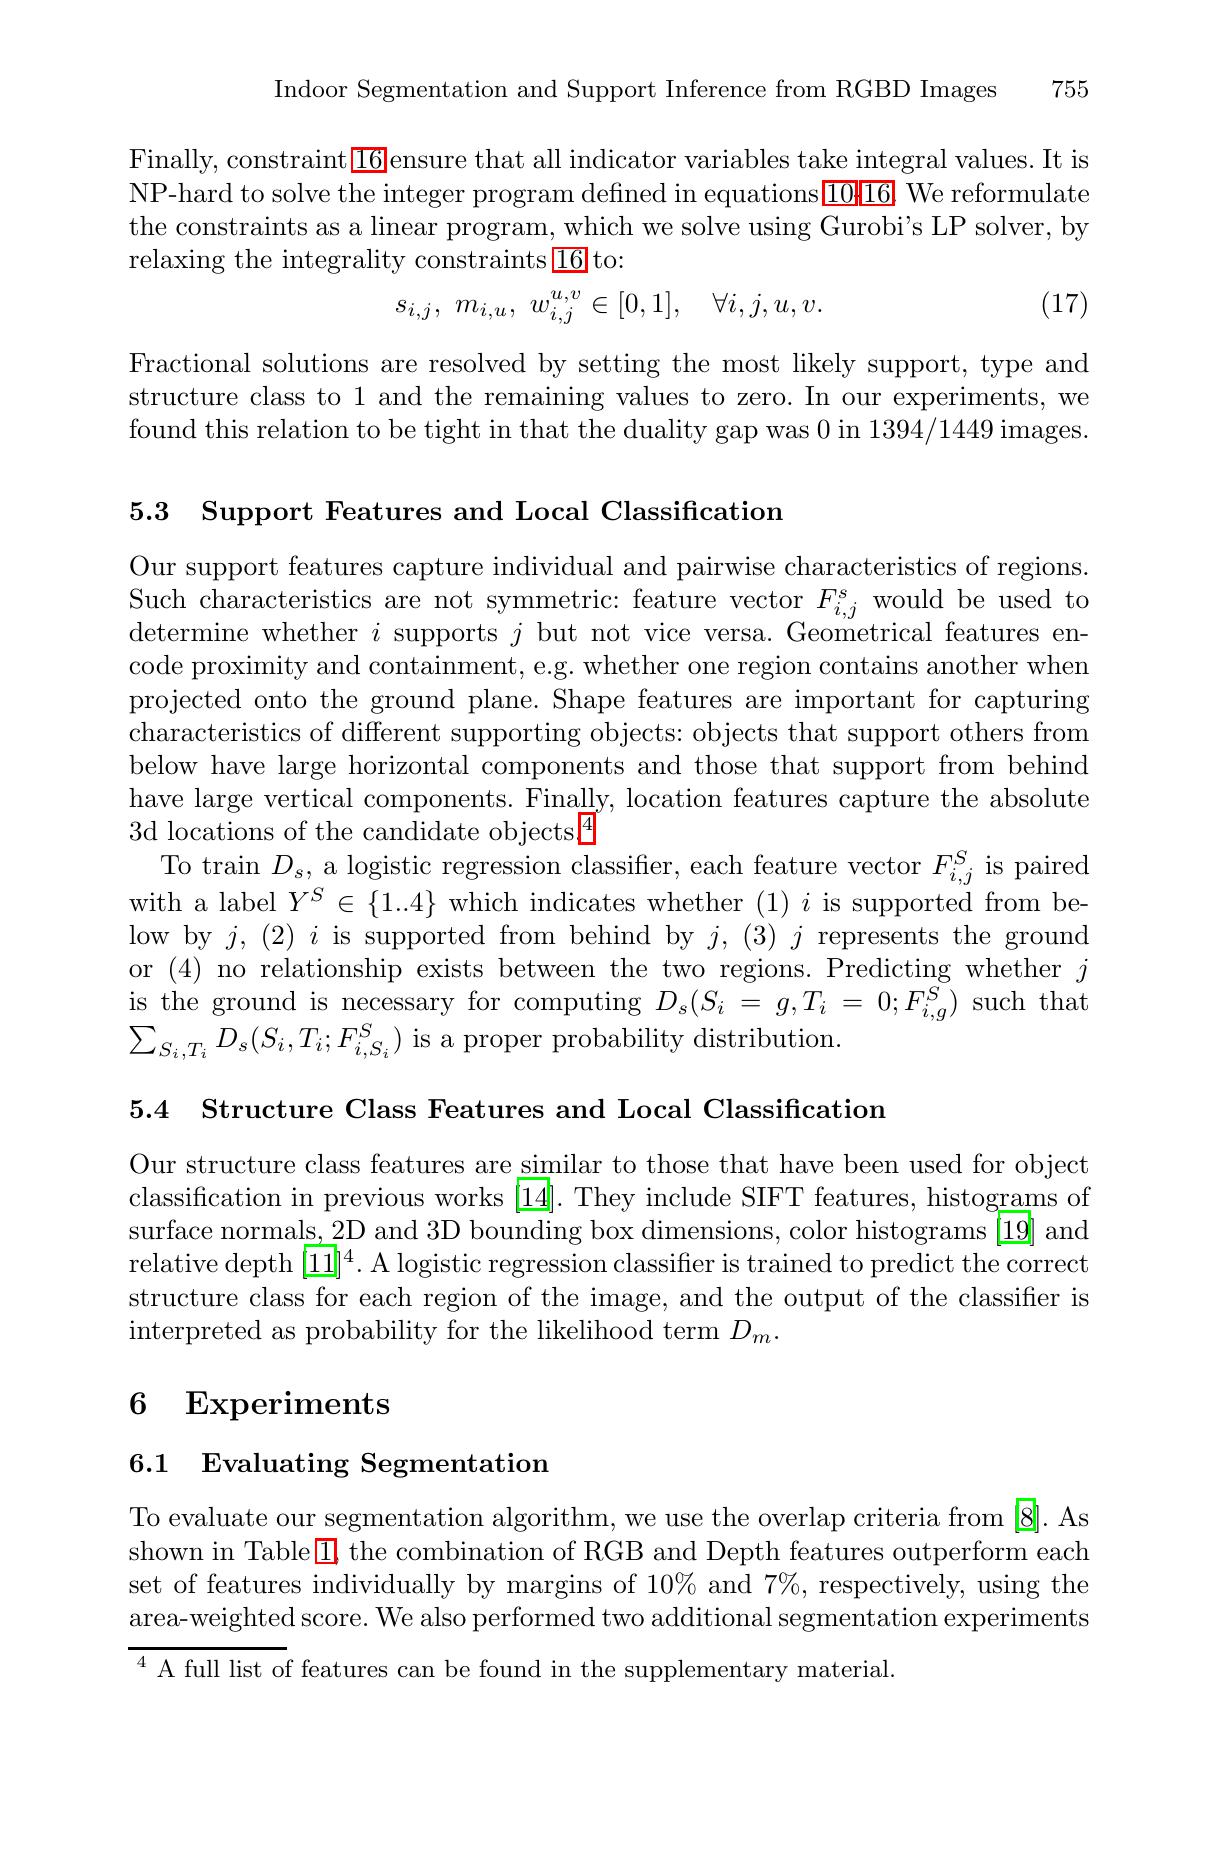 Indoor Segmentation and Support Inference from RGBD Images 755
Finally, constraint 16 ensure that all indicator variables take integral values. It is
NP-hard to solve the integer program defined in equations 10-16. We reformulate
the constraints as a linear program, which we solve using Gurobi's LP solver, by
relaxing the integrality constraints 16 to:
s_{i,j}, m_{i,u}, w_{i,j}^{u,v} ∈ [0, 1], ∀i, j, u, v. (17)
Fractional solutions are resolved by setting the most likely support, type and
structure class to 1 and the remaining values to zero. In our experiments, we
found this relation to be tight in that the duality gap was 0 in 1394/1449 images.
5.3 Support Features and Local Classification
Our support features capture individual and pairwise characteristics of regions.
Such characteristics are not symmetric: feature vector F_{i,j}^s would be used to
determine whether i supports j but not vice versa. Geometrical features en-
code proximity and containment, e.g. whether one region contains another when
projected onto the ground plane. Shape features are important for capturing
characteristics of different supporting objects: objects that support others from
below have large horizontal components and those that support from behind
have large vertical components. Finally, location features capture the absolute
3d locations of the candidate objects.⁴
To train D_s, a logistic regression classifier, each feature vector F_{i,j}^S is paired
with a label Y^S ∈ {1..4} which indicates whether (1) i is supported from be-
low by j, (2) i is supported from behind by j, (3) j represents the ground
or (4) no relationship exists between the two regions. Predicting whether j
is the ground is necessary for computing D_s(S_i = g, T_i = 0; F_{i,g}^S) such that
∑_{S_i,T_i} D_s(S_i, T_i; F_{i,S_i}^S) is a proper probability distribution.
5.4 Structure Class Features and Local Classification
Our structure class features are similar to those that have been used for object
classification in previous works [14]. They include SIFT features, histograms of
surface normals, 2D and 3D bounding box dimensions, color histograms [19] and
relative depth [11]⁴. A logistic regression classifier is trained to predict the correct
structure class for each region of the image, and the output of the classifier is
interpreted as probability for the likelihood term D_m.
6 Experiments
6.1 Evaluating Segmentation
To evaluate our segmentation algorithm, we use the overlap criteria from [8]. As
shown in Table 1, the combination of RGB and Depth features outperform each
set of features individually by margins of 10% and 7%, respectively, using the
area-weighted score. We also performed two additional segmentation experiments
⁴ A full list of features can be found in the supplementary material.